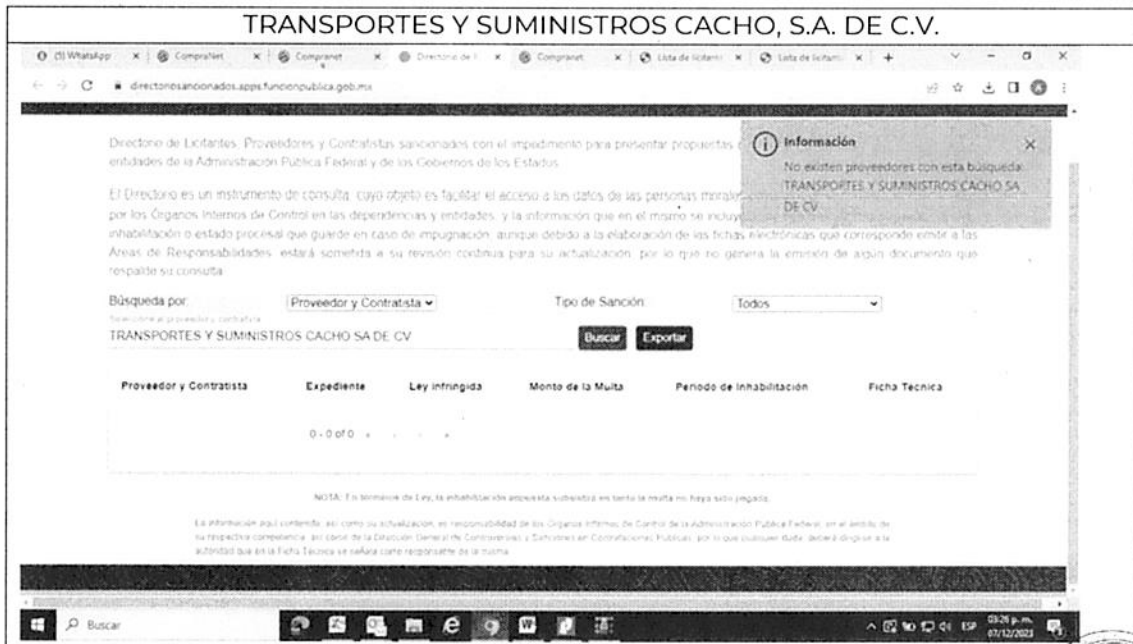 TRANSPORTES Y SUMINISTROS CACHO, S.A. DE C.V.
(5) WhatsApp
CompraNet
Compranet
Directorio de l
Compranet
Lista de licitami
Lista de licitami
directoriosancionados.apps.funcionpublica.gob.mx
Directorio de Licitantes, Proveedores y Contratistas sancionados con el impedimento para presentar propuestas
entidades de la Administración Pública Federal y de los Gobiernos de los Estados.
Información
No existen proveedores con esta búsqueda:
TRANSPORTES Y SUMINISTROS CACHO SA
DE CV
El Directorio es un instrumento de consulta, cuyo objeto es facilitar el acceso a los datos de las personas morales
por los Órganos Internos de Control en las dependencias y entidades, y la información que en el mismo se incluye
inhabilitación o estado procesal que guarde en caso de impugnación, aunque debido a la elaboración de las fichas electrónicas que corresponde emitir a las
Áreas de Responsabilidades, estará sometida a su revisión continua para su actualización, por lo que no genera la emisión de algún documento que
respalde su consulta.
Búsqueda por:
Proveedor y Contratista
Tipo de Sanción:
Todos
Seleccione al proveedor y contratista
TRANSPORTES Y SUMINISTROS CACHO SA DE CV
Buscar
Exportar
Proveedor y Contratista Expediente Ley infringida Monto de la Multa Periodo de Inhabilitación Ficha Técnica
0 - 0 of 0
NOTA: En términos de Ley, la inhabilitación impuesta subsistirá en tanto la multa no haya sido pagada.
La información aquí contenida, así como su actualización, es responsabilidad de los Órganos Internos de Control de la Administración Pública Federal, en el ámbito de
su respectiva competencia, así como de la Dirección General de Controversias y Sanciones en Contrataciones Públicas, por lo que cualquier duda, deberá dirigirse a la
autoridad que en la Ficha Técnica se señala como responsable de la misma.
Buscar
ESP
03:26 p. m.
07/12/2023